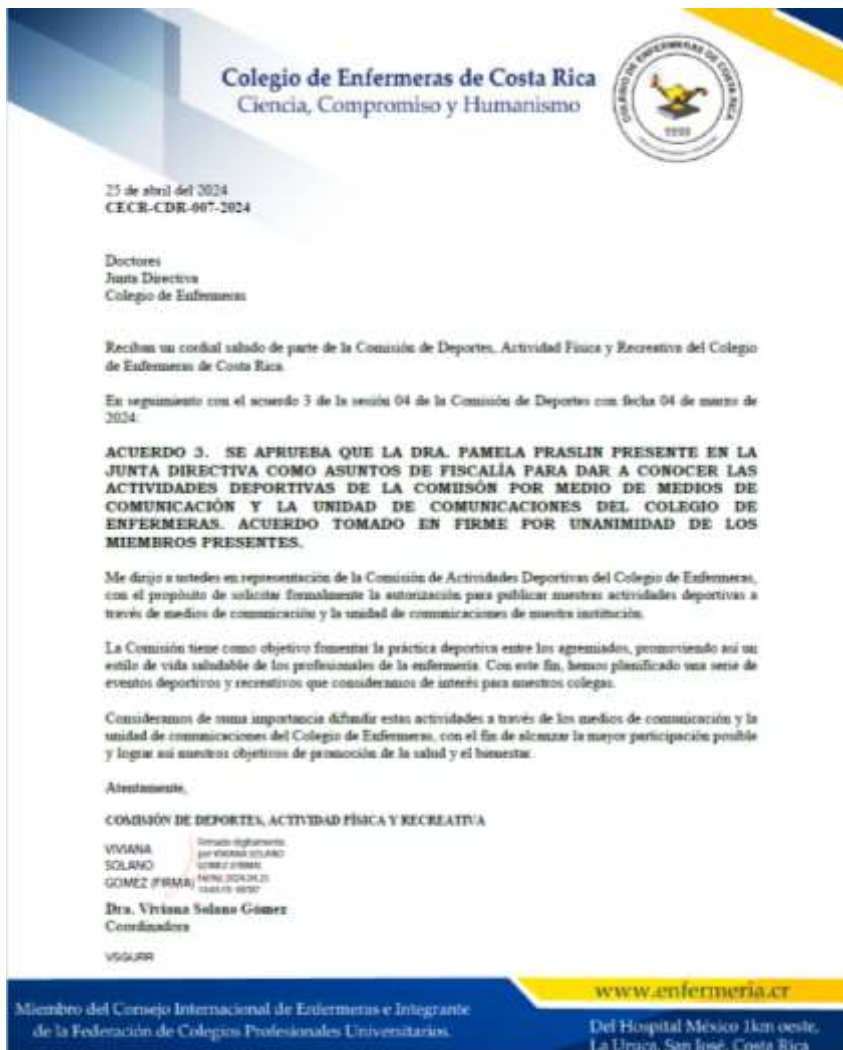 Colegio de Enfermeras de Costa Rica
Ciencia, Compromiso y Humanismo
COLEGIO DE ENFERMERAS DE COSTA RICA
25 de abril del 2024
CECR-CDR-007-2024
Doctores
Junta Directiva
Colegio de Enfermeras
Reciban un cordial saludo de parte de la Comisión de Deportes, Actividad Física y Recreativa del Colegio
de Enfermeras de Costa Rica.
En seguimiento con el acuerdo 3 de la sesión 04 de la Comisión de Deportes con fecha 04 de marzo de
2024:
ACUERDO 3. SE APRUEBA QUE LA DRA. PAMELA PRASLIN PRESENTE EN LA
JUNTA DIRECTIVA COMO ASUNTOS DE FISCALÍA PARA DAR A CONOCER LAS
ACTIVIDADES DEPORTIVAS DE LA COMIISÓN POR MEDIO DE MEDIOS DE
COMUNICACIÓN Y LA UNIDAD DE COMUNICACIONES DEL COLEGIO DE
ENFERMERAS. ACUERDO TOMADO EN FIRME POR UNANIMIDAD DE LOS
MIEMBROS PRESENTES.
Me dirijo a ustedes en representación de la Comisión de Actividades Deportivas del Colegio de Enfermeras,
con el propósito de solicitar formalmente la autorización para publicar nuestras actividades deportivas a
través de medios de comunicación y la unidad de comunicaciones de nuestra institución.
La Comisión tiene como objetivo fomentar la práctica deportiva entre los agremiados, promoviendo así un
estilo de vida saludable de los profesionales de la enfermería. Con este fin, hemos planificado una serie de
eventos deportivos y recreativos que consideramos de interés para nuestros colegas.
Consideramos de suma importancia difundir estas actividades a través de los medios de comunicación y la
unidad de comunicaciones del Colegio de Enfermeras, con el fin de alcanzar la mayor participación posible
y lograr así nuestros objetivos de promoción de la salud y el bienestar.
Atentamente,
COMISIÓN DE DEPORTES, ACTIVIDAD FÍSICA Y RECREATIVA
VIVIANA
SOLANO
GOMEZ (FIRMA)
Firmado digitalmente
por VIVIANA SOLANO
GOMEZ (FIRMA)
Dra. Viviana Solano Gómez
Coordinadora
VSG/JRR
www.enfermeria.cr
Miembro del Consejo Internacional de Enfermeras e Integrante
de la Federación de Colegios Profesionales Universitarios.
Del Hospital México 1km oeste,
La Uruca, San José, Costa Rica